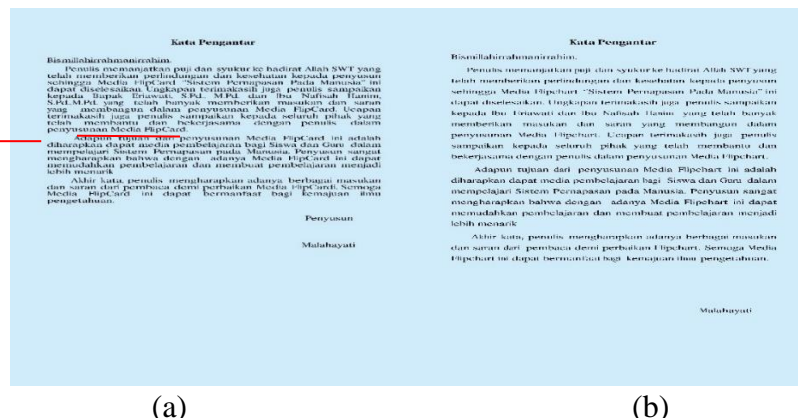 Kata Pengantar
Bismillahirrahmanirrahim.
Penulis memanjatkan puji dan syukur ke hadirat Allah SWT yang
telah memberikan perlindungan dan kesehatan kepada penyusun
sehingga Media FlipCard "Sistem Pernapasan Pada Manusia" ini
dapat diselesaikan. Ungkapan terimakasih juga penulis sampaikan
kepada Bapak Eriawati, S.Pd., M.Pd. dan Ibu Nafisah Hanim,
S.Pd.M.Pd. yang telah banyak memberikan masukan dan saran
yang membangun dalam penyusunan Media FlipCard. Ucapan
terimakasih juga penulis sampaikan kepada seluruh pihak yang
telah membantu dan bekerjasama dengan penulis dalam
penyusunan Media FlipCard.
Adapun tujuan dari penyusunan Media FlipCard ini adalah
diharapkan dapat media pembelajaran bagi Siswa dan Guru dalam
mempelajari Sistem Pernapasan pada Manusia. Penyusun sangat
mengharapkan bahwa dengan adanya Media FlipCard ini dapat
memudahkan pembelajaran dan membuat pembelajaran menjadi
lebih menarik
Akhir kata, penulis mengharapkan adanya berbagai masukan
dan saran dari pembaca demi perbaikan Media FlipCard. Semoga
Media FlipCard ini dapat bermanfaat bagi kemajuan ilmu
pengetahuan.
Penyusun
Malahayati
(a)
Kata Pengantar
Bismillahirrahmanirrahim.
Penulis memanjatkan puji dan syukur ke hadirat Allah SWT yang
telah memberikan perlindungan dan kesehatan kepada penyusun
sehingga Media Flipchart "Sistem Pernapasan Pada Manusia" ini
dapat diselesaikan. Ungkapan terimakasih juga penulis sampaikan
kepada Ibu Eriawati dan Ibu Nafisah Hanim yang telah banyak
memberikan masukan dan saran yang membangun dalam
penyusunan Media Flipchart. Ucapan terimakasih juga penulis
sampaikan kepada seluruh pihak yang telah membantu dan
bekerjasama dengan penulis dalam penyusunan Media Flipchart.
Adapun tujuan dari penyusunan Media Flipchart ini adalah
diharapkan dapat media pembelajaran bagi Siswa dan Guru dalam
mempelajari Sistem Pernapasan pada Manusia. Penyusun sangat
mengharapkan bahwa dengan adanya Media Flipchart ini dapat
memudahkan pembelajaran dan membuat pembelajaran menjadi
lebih menarik
Akhir kata, penulis mengharapkan adanya berbagai masukan
dan saran dari pembaca demi perbaikan Flipchart. Semoga Media
Flipchart ini dapat bermanfaat bagi kemajuan ilmu pengetahuan.
Malahayati
(b)